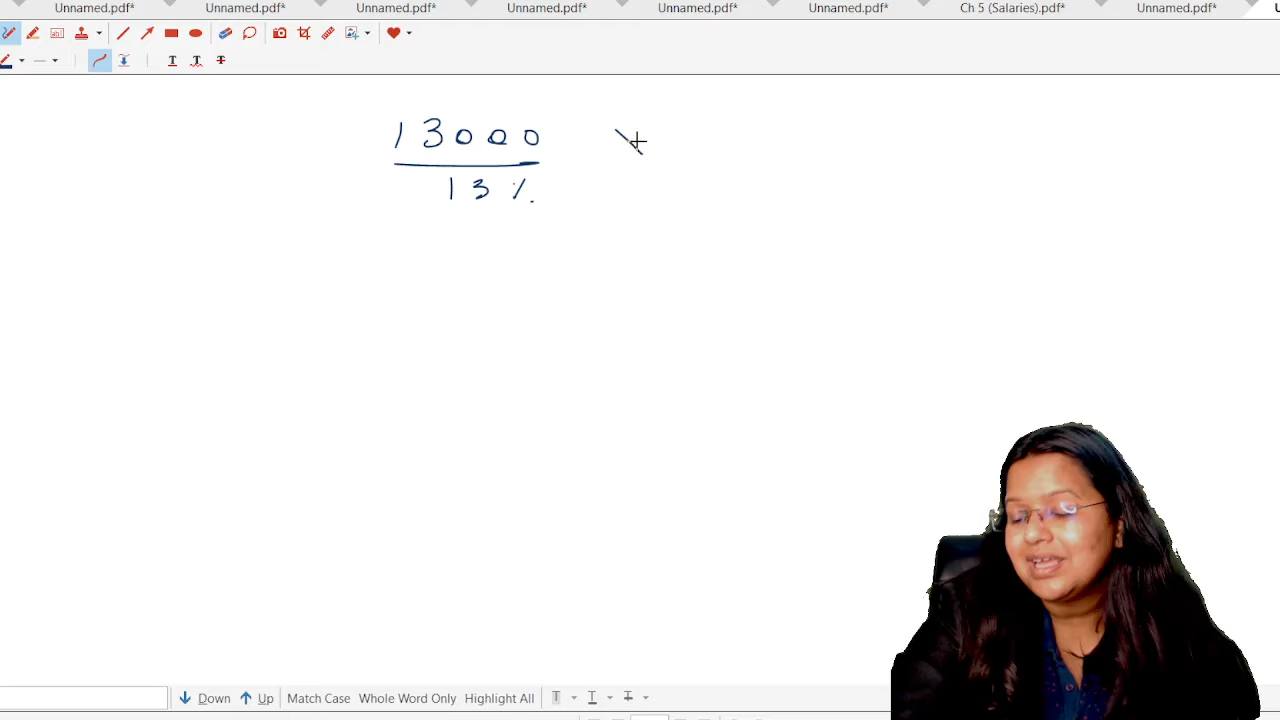 Unnamed.pdf* Unnamed.pdf* Unnamed.pdf* Unnamed.pdf* Unnamed.pdf* Unnamed.pdf* Ch 5 (Salaries).pdf* Unnamed.pdf*
T T T
13000
13%
Down Up Match Case Whole Word Only Highlight All T T T